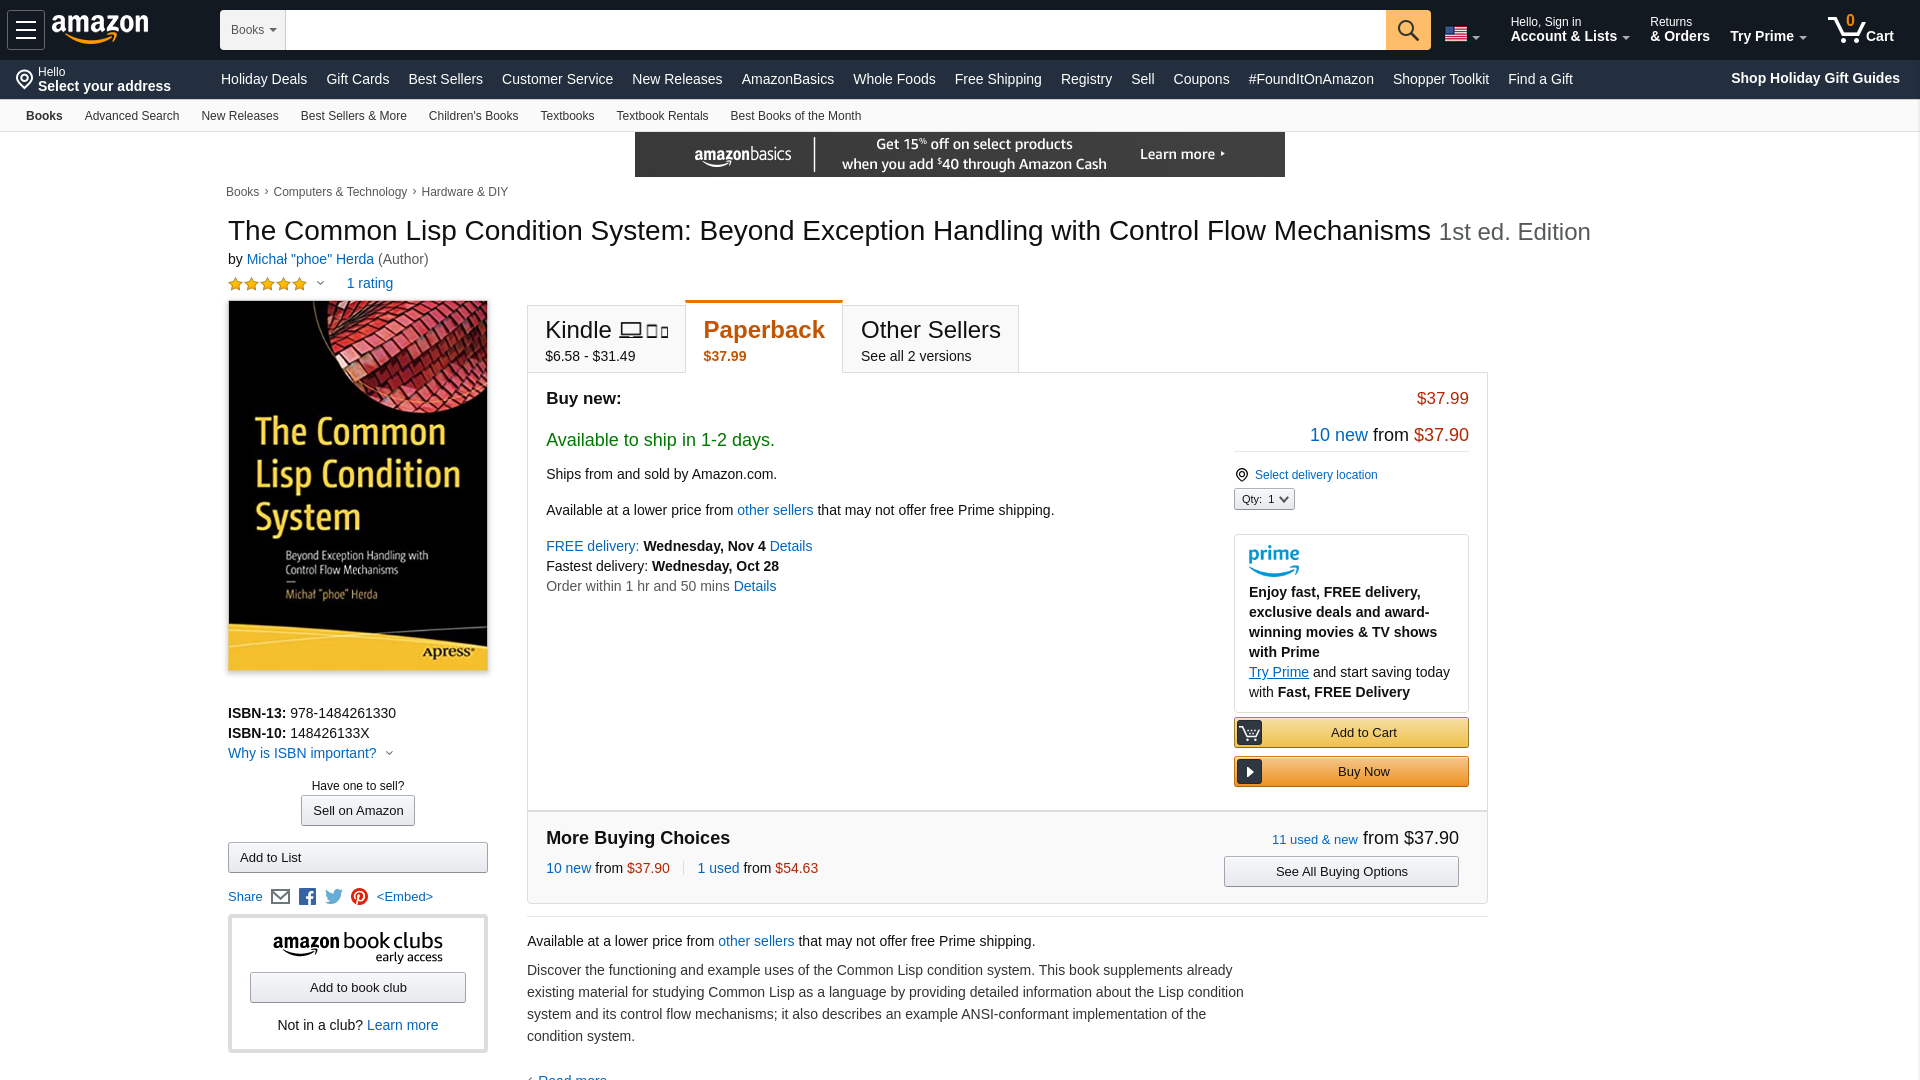 amazon
Books
Hello, Sign in
Account & Lists
Returns
& Orders
Try Prime
0
Cart
Hello
Select your address
Holiday Deals
Gift Cards
Best Sellers
Customer Service
New Releases
AmazonBasics
Whole Foods
Free Shipping
Registry
Sell
Coupons
#FoundItOnAmazon
Shopper Toolkit
Find a Gift
Shop Holiday Gift Guides
Books
Advanced Search
New Releases
Best Sellers & More
Children's Books
Textbooks
Textbook Rentals
Best Books of the Month
amazonbasics
Get 15% off on select products
when you add $40 through Amazon Cash
Learn more ▸
Books › Computers & Technology › Hardware & DIY
The Common Lisp Condition System: Beyond Exception Handling with Control Flow Mechanisms 1st ed. Edition
by Michał "phoe" Herda (Author)
1 rating
The Common
Lisp Condition
System
Beyond Exception Handling with
Control Flow Mechanisms
—
Michał "phoe" Herda
Apress®
ISBN-13: 978-1484261330
ISBN-10: 148426133X
Why is ISBN important?
Have one to sell?
Sell on Amazon
Add to List
Share
<Embed>
amazon book clubs
early access
Add to book club
Not in a club? Learn more
Kindle
$6.58 - $31.49
Paperback
$37.99
Other Sellers
See all 2 versions
Buy new:
$37.99
Available to ship in 1-2 days.
10 new from $37.90
Ships from and sold by Amazon.com.
Select delivery location
Qty: 1
Available at a lower price from other sellers that may not offer free Prime shipping.
FREE delivery: Wednesday, Nov 4 Details
Fastest delivery: Wednesday, Oct 28
Order within 1 hr and 50 mins Details
prime
Enjoy fast, FREE delivery,
exclusive deals and award-
winning movies & TV shows
with Prime
Try Prime and start saving today
with Fast, FREE Delivery
Add to Cart
Buy Now
More Buying Choices
11 used & new from $37.90
10 new from $37.90
1 used from $54.63
See All Buying Options
Available at a lower price from other sellers that may not offer free Prime shipping.
Discover the functioning and example uses of the Common Lisp condition system. This book supplements already
existing material for studying Common Lisp as a language by providing detailed information about the Lisp condition
system and its control flow mechanisms; it also describes an example ANSI-conformant implementation of the
condition system.
Read more